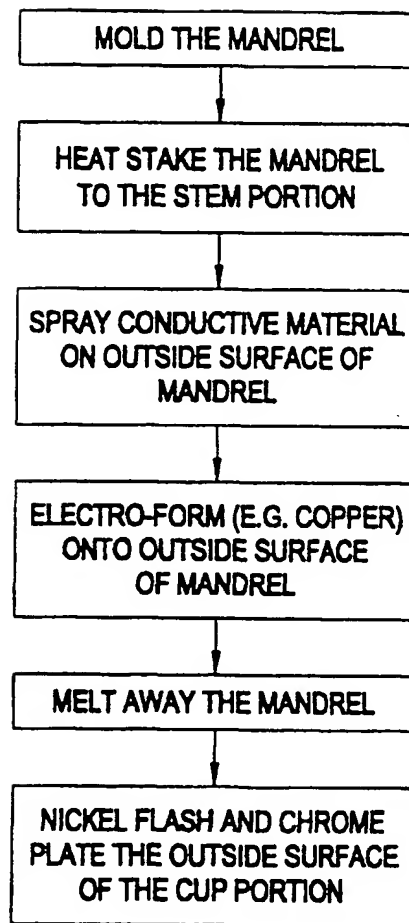 MOLD THE MANDREL
HEAT STAKE THE MANDREL
TO THE STEM PORTION
SPRAY CONDUCTIVE MATERIAL
ON OUTSIDE SURFACE OF
MANDREL
ELECTRO-FORM (E.G. COPPER)
ONTO OUTSIDE SURFACE
OF MANDREL
MELT AWAY THE MANDREL
NICKEL FLASH AND CHROME
PLATE THE OUTSIDE SURFACE
OF THE CUP PORTION